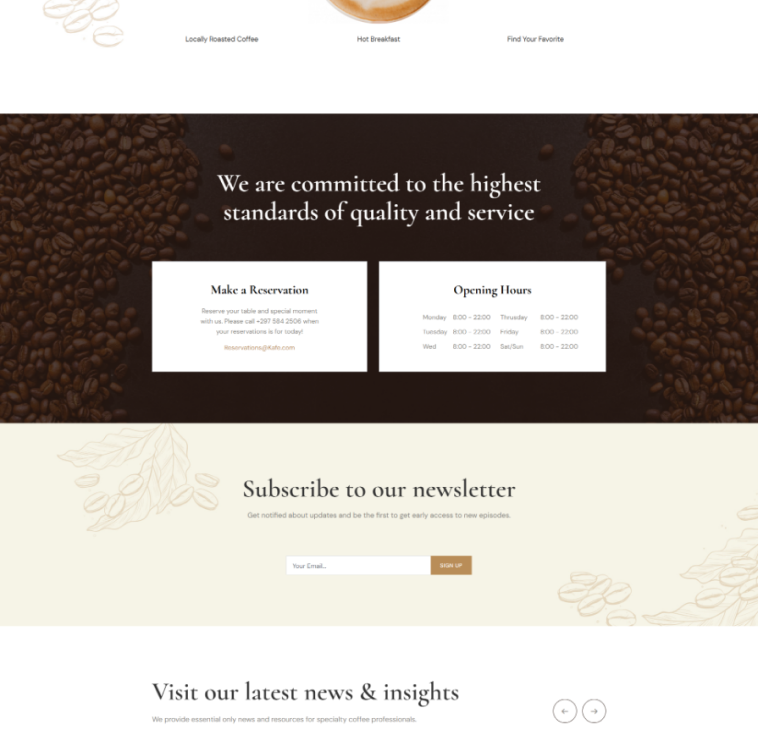 Locally Roasted Coffee
Hot Breakfast
Find Your Favorite
We are committed to the highest
standards of quality and service
Make a Reservation
Reserve your table and special moment
with us. Please call +297 584 2506 when
your reservations is for today!
Reservations@Kafe.com
Opening Hours
Monday 8:00 - 22:00 Thrusday 8:00 - 22:00
Tuesday 8:00 - 22:00 Friday 8:00 - 22:00
Wed 8:00 - 22:00 Sat/Sun 8:00 - 22:00
Subscribe to our newsletter
Get notified about updates and be the first to get early access to new episodes.
Your Email...
SIGN UP
Visit our latest news & insights
We provide essential only news and resources for specialty coffee professionals.